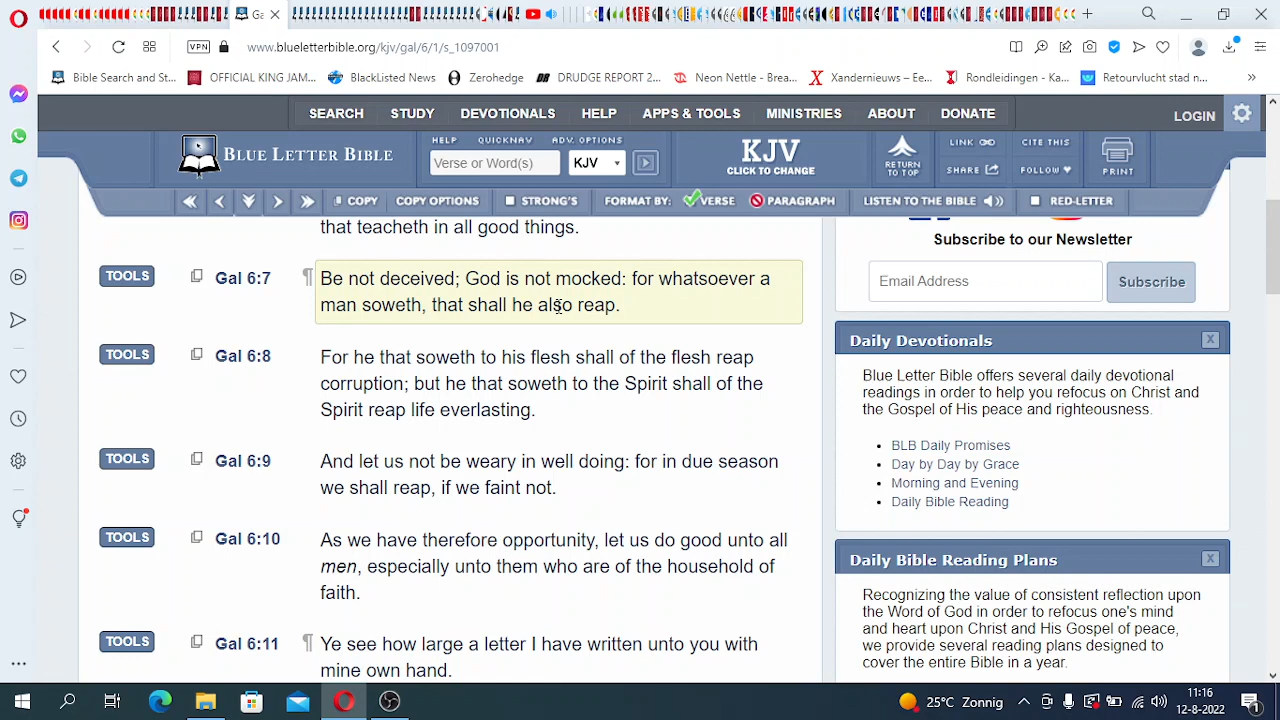 Ga
www.blueletterbible.org/kjv/gal/6/1/s_1097001
VPN
Bible Search and St...
OFFICIAL KING JAM...
BlackListed News
Zerohedge
DRUDGE REPORT 2...
Neon Nettle - Brea...
Xandernieuws – Ee...
Rondleidingen - Ka...
Retourvlucht stad n...
SEARCH STUDY DEVOTIONALS HELP APPS & TOOLS MINISTRIES ABOUT DONATE
LOGIN
BLUE LETTER BIBLE
HELP QUICKNAV ADV. OPTIONS
Verse or Word(s)
KJV
KJV
CLICK TO CHANGE
RETURN
TO TOP
LINK
SHARE
CITE THIS
FOLLOW
PRINT
COPY COPY OPTIONS STRONG'S FORMAT BY: VERSE PARAGRAPH LISTEN TO THE BIBLE RED-LETTER
that teacheth in all good things.
TOOLS Gal 6:7 ¶ Be not deceived; God is not mocked: for whatsoever a
man soweth, that shall he also reap.
TOOLS Gal 6:8 For he that soweth to his flesh shall of the flesh reap
corruption; but he that soweth to the Spirit shall of the
Spirit reap life everlasting.
TOOLS Gal 6:9 And let us not be weary in well doing: for in due season
we shall reap, if we faint not.
TOOLS Gal 6:10 As we have therefore opportunity, let us do good unto all
men, especially unto them who are of the household of
faith.
TOOLS Gal 6:11 ¶ Ye see how large a letter I have written unto you with
mine own hand.
Subscribe to our Newsletter
Email Address
Subscribe
Daily Devotionals X
Blue Letter Bible offers several daily devotional
readings in order to help you refocus on Christ and
the Gospel of His peace and righteousness.
• BLB Daily Promises
• Day by Day by Grace
• Morning and Evening
• Daily Bible Reading
Daily Bible Reading Plans X
Recognizing the value of consistent reflection upon
the Word of God in order to refocus one's mind
and heart upon Christ and His Gospel of peace,
we provide several reading plans designed to
cover the entire Bible in a year.
25°C Zonnig
11:16
12-8-2022
1